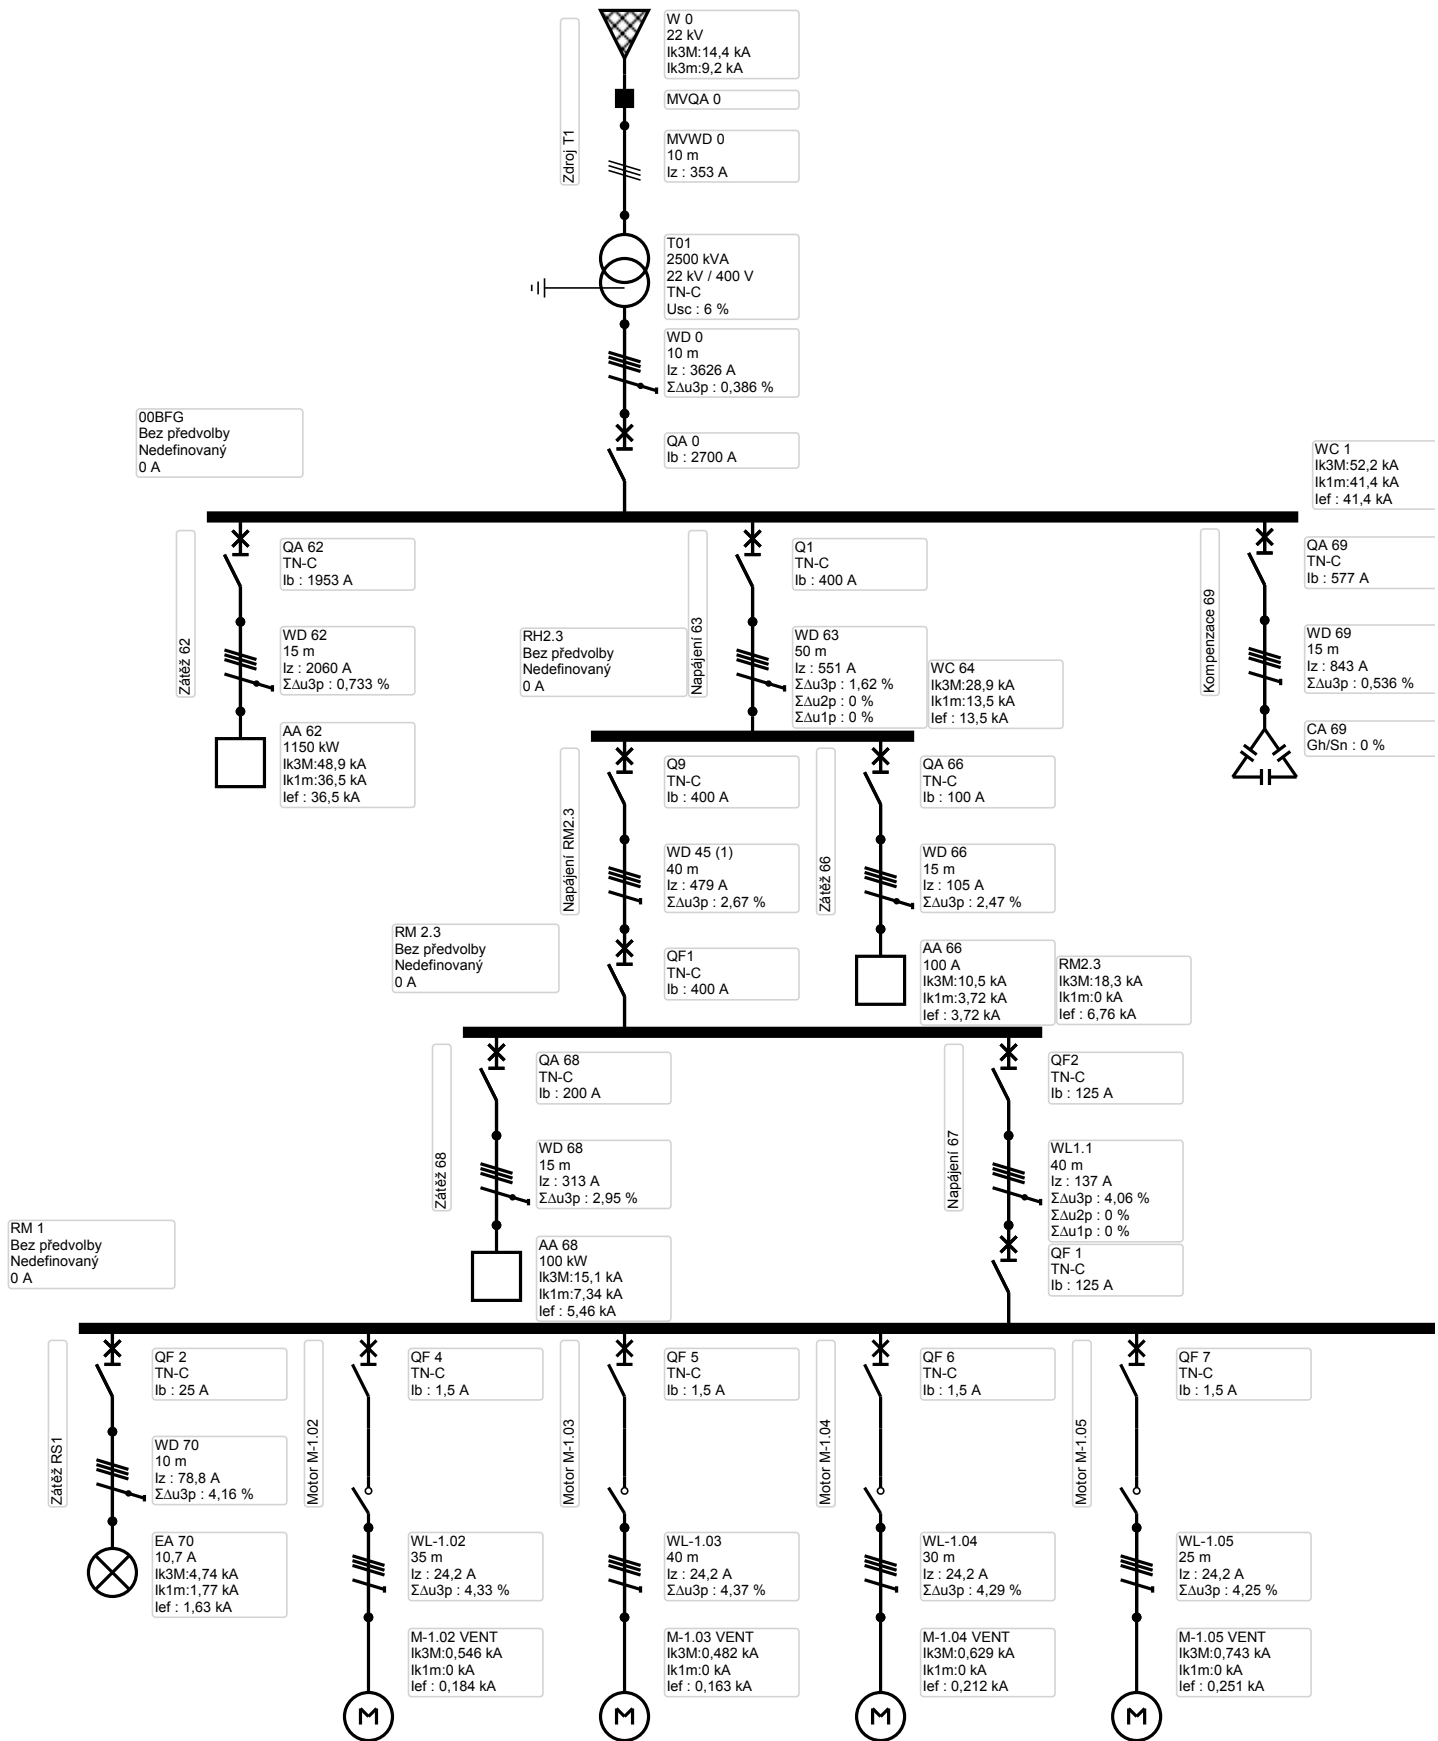 W 0
22 kV
Ik3M:14,4 kA
Ik3m:9,2 kA
MVQA 0
Zdroj T1
MVWD 0
10 m
Iz : 353 A
T01
2500 kVA
22 kV / 400 V
TN-C
Usc : 6 %
WD 0
10 m
Iz : 3626 A
ΣΔu3p : 0,386 %
00BFG
Bez předvolby
Nedefinovaný
0 A
QA 0
Ib : 2700 A
WC 1
Ik3M:52,2 kA
Ik1m:41,4 kA
Ief : 41,4 kA
Zátěž 62
QA 62
TN-C
Ib : 1953 A
WD 62
15 m
Iz : 2060 A
ΣΔu3p : 0,733 %
AA 62
1150 kW
Ik3M:48,9 kA
Ik1m:36,5 kA
Ief : 36,5 kA
RH2.3
Bez předvolby
Nedefinovaný
0 A
Napájení 63
Q1
TN-C
Ib : 400 A
WD 63
50 m
Iz : 551 A
ΣΔu3p : 1,62 %
ΣΔu2p : 0 %
ΣΔu1p : 0 %
WC 64
Ik3M:28,9 kA
Ik1m:13,5 kA
Ief : 13,5 kA
Kompenzace 69
QA 69
TN-C
Ib : 577 A
WD 69
15 m
Iz : 843 A
ΣΔu3p : 0,536 %
CA 69
Gh/Sn : 0 %
Napájení RM2.3
Q9
TN-C
Ib : 400 A
WD 45 (1)
40 m
Iz : 479 A
ΣΔu3p : 2,67 %
Zátěž 66
QA 66
TN-C
Ib : 100 A
WD 66
15 m
Iz : 105 A
ΣΔu3p : 2,47 %
RM 2.3
Bez předvolby
Nedefinovaný
0 A
QF1
TN-C
Ib : 400 A
AA 66
100 A
Ik3M:10,5 kA
Ik1m:3,72 kA
Ief : 3,72 kA
RM2.3
Ik3M:18,3 kA
Ik1m:0 kA
Ief : 6,76 kA
Zátěž 68
QA 68
TN-C
Ib : 200 A
WD 68
15 m
Iz : 313 A
ΣΔu3p : 2,95 %
AA 68
100 kW
Ik3M:15,1 kA
Ik1m:7,34 kA
Ief : 5,46 kA
Napájení 67
QF2
TN-C
Ib : 125 A
WL1.1
40 m
Iz : 137 A
ΣΔu3p : 4,06 %
ΣΔu2p : 0 %
ΣΔu1p : 0 %
QF 1
TN-C
Ib : 125 A
RM 1
Bez předvolby
Nedefinovaný
0 A
Zátěž RS1
QF 2
TN-C
Ib : 25 A
WD 70
10 m
Iz : 78,8 A
ΣΔu3p : 4,16 %
EA 70
10,7 A
Ik3M:4,74 kA
Ik1m:1,77 kA
Ief : 1,63 kA
Motor M-1.02
QF 4
TN-C
Ib : 1,5 A
WL-1.02
35 m
Iz : 24,2 A
ΣΔu3p : 4,33 %
M-1.02 VENT
Ik3M:0,546 kA
Ik1m:0 kA
Ief : 0,184 kA
M
Motor M-1.03
QF 5
TN-C
Ib : 1,5 A
WL-1.03
40 m
Iz : 24,2 A
ΣΔu3p : 4,37 %
M-1.03 VENT
Ik3M:0,482 kA
Ik1m:0 kA
Ief : 0,163 kA
M
Motor M-1.04
QF 6
TN-C
Ib : 1,5 A
WL-1.04
30 m
Iz : 24,2 A
ΣΔu3p : 4,29 %
M-1.04 VENT
Ik3M:0,629 kA
Ik1m:0 kA
Ief : 0,212 kA
M
Motor M-1.05
QF 7
TN-C
Ib : 1,5 A
WL-1.05
25 m
Iz : 24,2 A
ΣΔu3p : 4,25 %
M-1.05 VENT
Ik3M:0,743 kA
Ik1m:0 kA
Ief : 0,251 kA
M